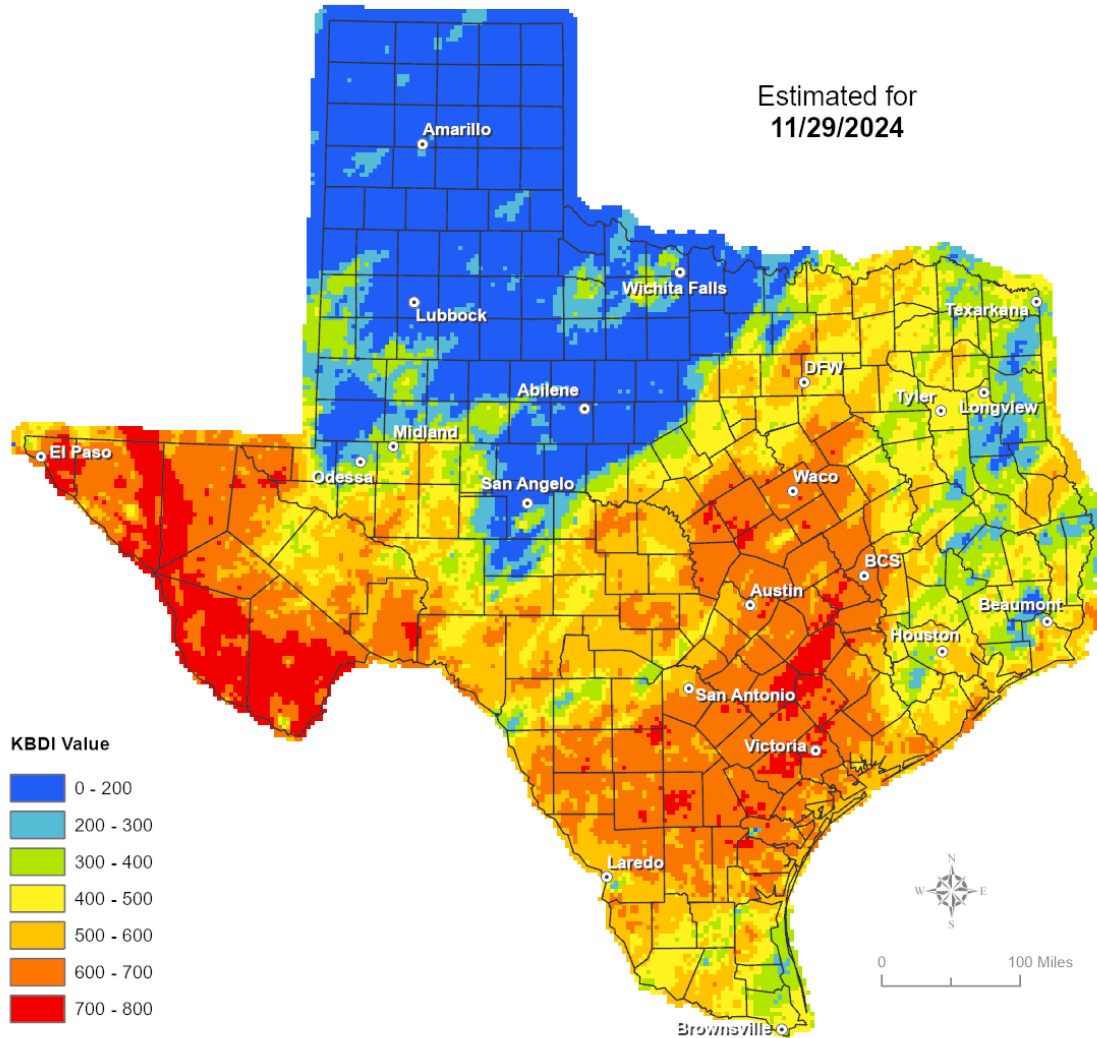 Estimated for
11/29/2024
Amarillo
Wichita Falls
Lubbock
Texarkana
DFW
Abilene
Tyler
Longview
Midland
El Paso
Odessa
San Angelo
Waco
BCS
Austin
Beaumont
Houston
San Antonio
Victoria
KBDI Value
0 - 200
200 - 300
300 - 400
400 - 500
500 - 600
600 - 700
700 - 800
Laredo
N
W E
S
0 100 Miles
Brownsville